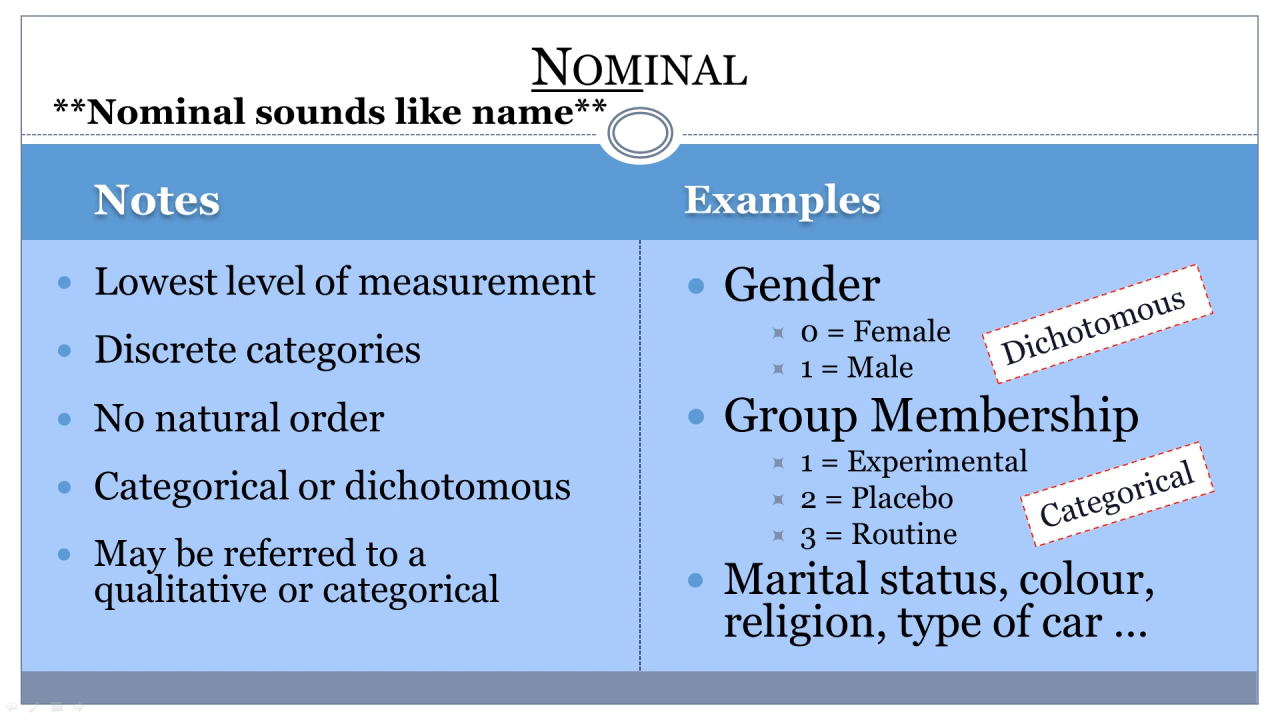 NOMINAL
**Nominal sounds like name**
Notes
Lowest level of measurement
Discrete categories
No natural order
Categorical or dichotomous
May be referred to a
qualitative or categorical
Examples
Gender
0 = Female
1 = Male
Dichotomous
Group Membership
1 = Experimental
2 = Placebo
3 = Routine
Categorical
Marital status, colour,
religion, type of car …